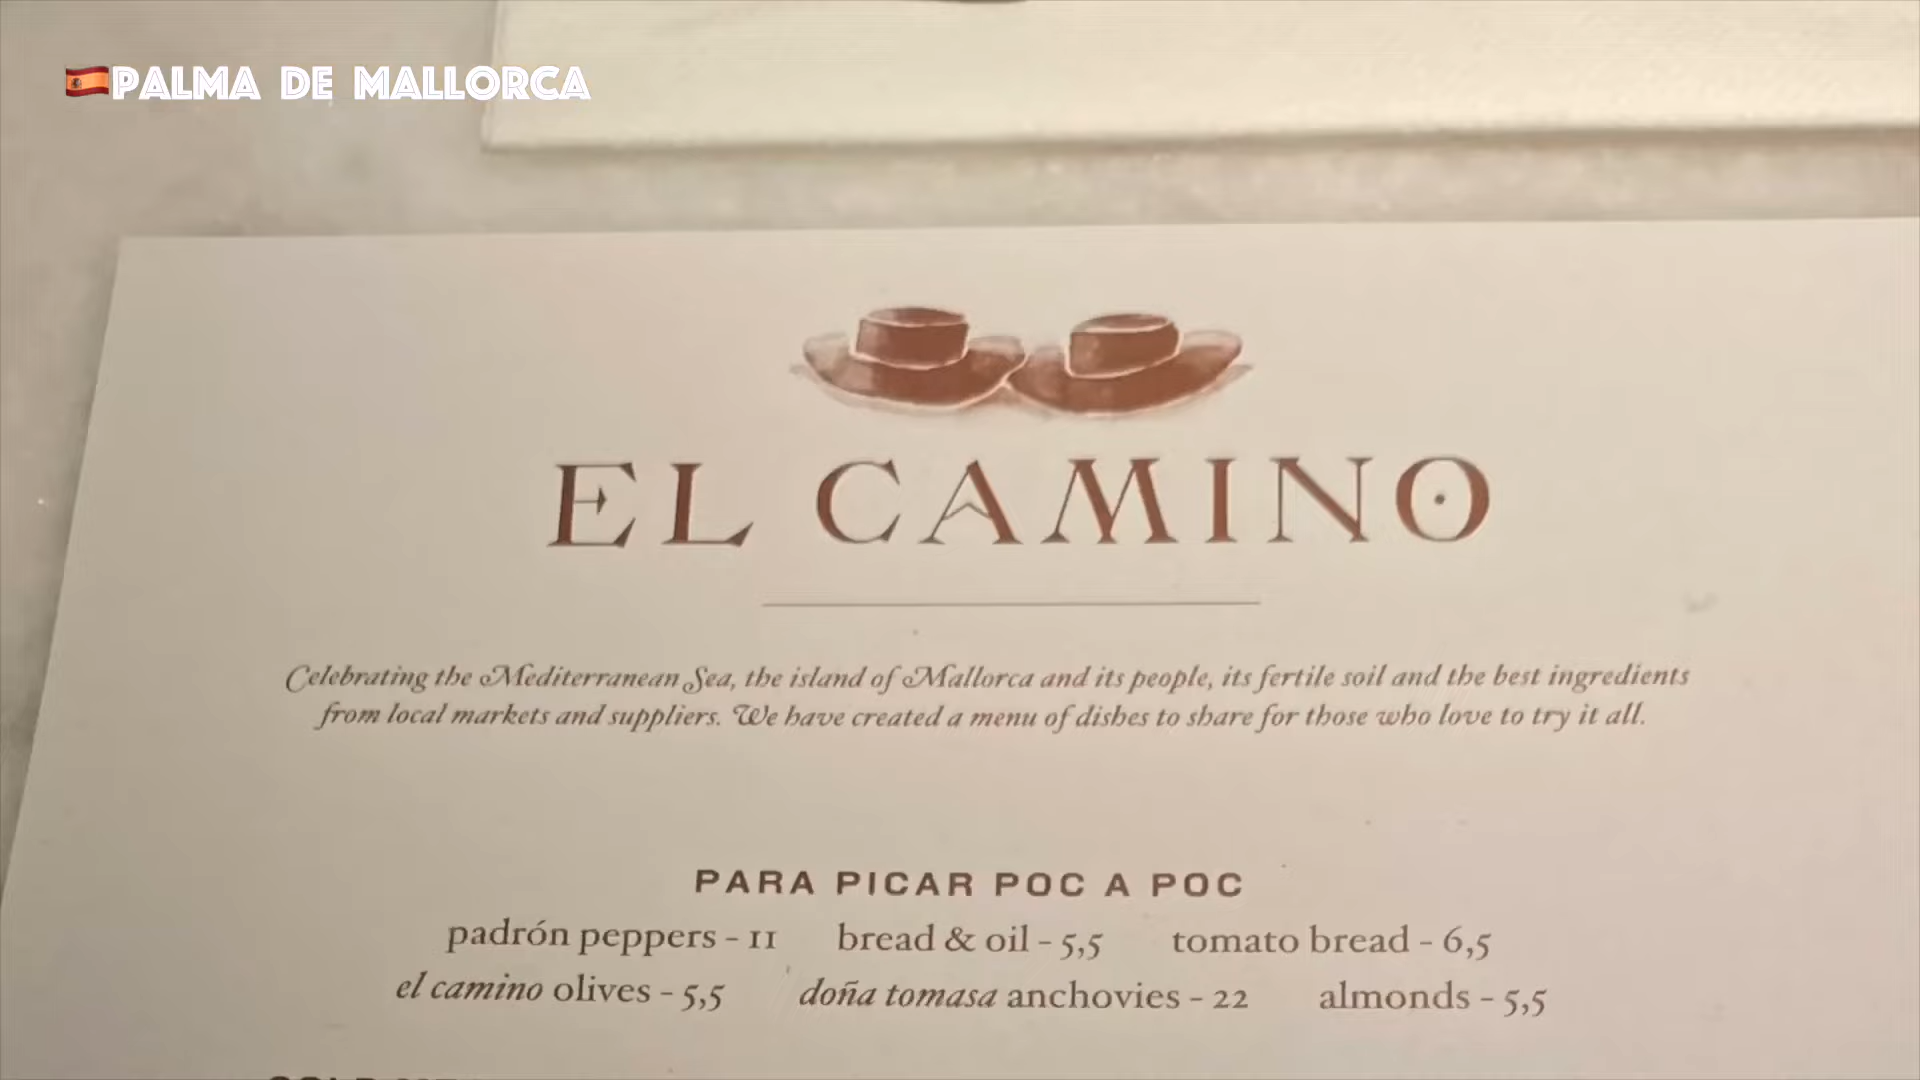 🇪🇸PALMA DE MALLORCA
EL CAMINO
Celebrating the Mediterranean Sea, the island of Mallorca and its people, its fertile soil and the best ingredients
from local markets and suppliers. We have created a menu of dishes to share for those who love to try it all.
PARA PICAR POC A POC
padrón peppers - 11 bread & oil - 5,5 tomato bread - 6,5
el camino olives - 5,5 doña tomasa anchovies - 22 almonds - 5,5